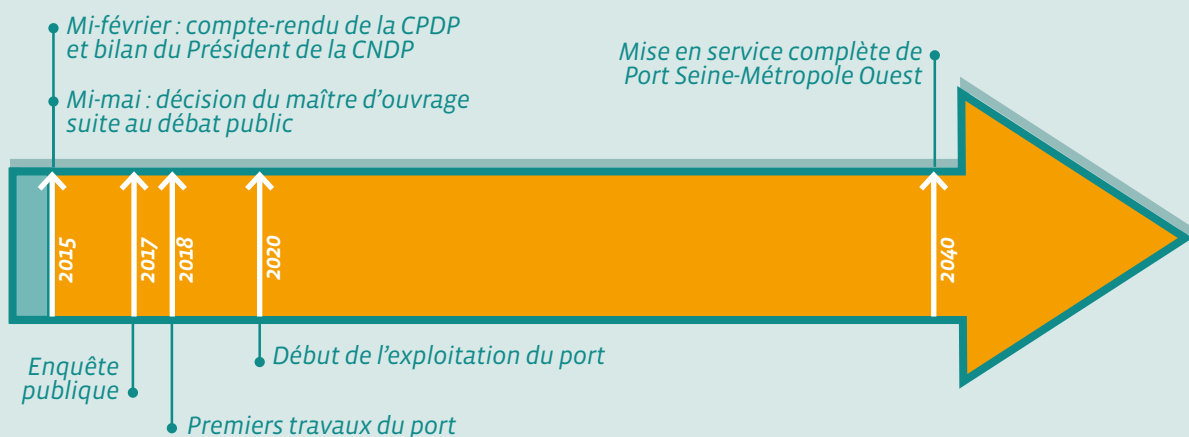 Mi-février : compte-rendu de la CPDP
et bilan du Président de la CNDP
Mi-mai : décision du maître d'ouvrage
suite au débat public
Mise en service complète de
Port Seine-Métropole Ouest
2015
2017
2018
2020
2040
Enquête
publique
Début de l'exploitation du port
Premiers travaux du port